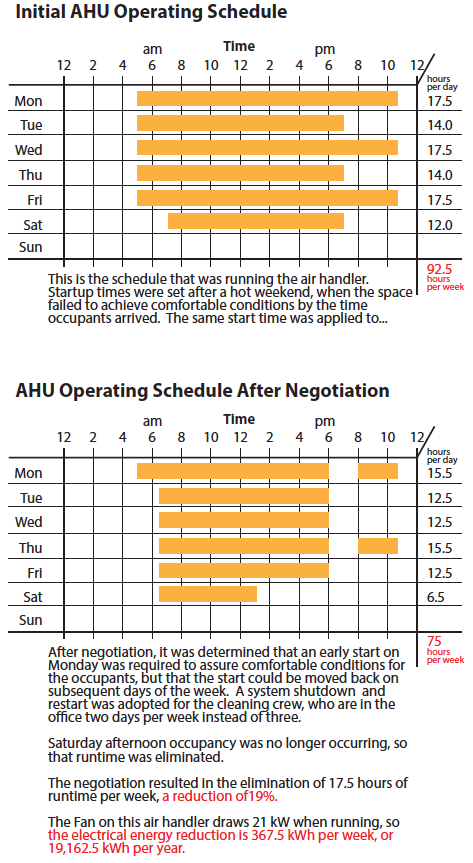 Initial AHU Operating Schedule
am Time pm
12 2 4 6 8 10 12 2 4 6 8 10 12
hours
per day
Mon 17.5
Tue 14.0
Wed 17.5
Thu 14.0
Fri 17.5
Sat 12.0
Sun
92.5
hours
per week
This is the schedule that was running the air handler.
Startup times were set after a hot weekend, when the space
failed to achieve comfortable conditions by the time
occupants arrived. The same start time was applied to...
AHU Operating Schedule After Negotiation
am Time pm
12 2 4 6 8 10 12 2 4 6 8 10 12
hours
per day
Mon 15.5
Tue 12.5
Wed 12.5
Thu 15.5
Fri 12.5
Sat 6.5
Sun
75
hours
per week
After negotiation, it was determined that an early start on
Monday was required to assure comfortable conditions for
the occupants, but that the start could be moved back on
subsequent days of the week. A system shutdown and
restart was adopted for the cleaning crew, who are in the
office two days per week instead of three.
Saturday afternoon occupancy was no longer occurring, so
that runtime was eliminated.
The negotiation resulted in the elimination of 17.5 hours of
runtime per week, a reduction of19%.
The Fan on this air handler draws 21 kW when running, so
the electrical energy reduction is 367.5 kWh per week, or
19,162.5 kWh per year.